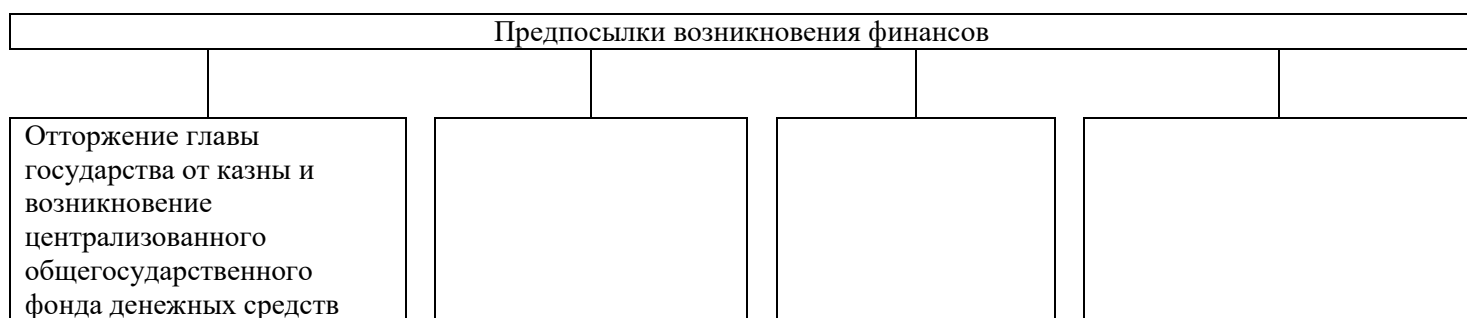 Предпосылки возникновения финансов
Отторжение главы
государства от казны и
возникновение
централизованного
общегосударственного
фонда денежных средств